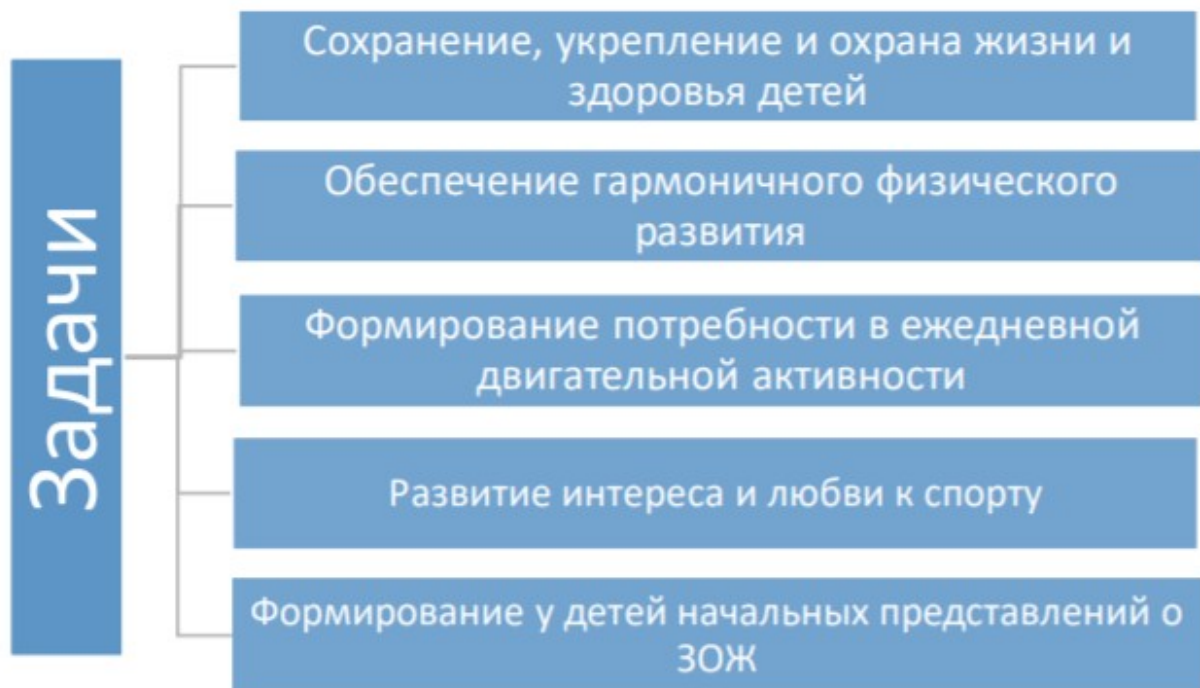 Задачи
Сохранение, укрепление и охрана жизни и
здоровья детей
Обеспечение гармоничного физического
развития
Формирование потребности в ежедневной
двигательной активности
Развитие интереса и любви к спорту
Формирование у детей начальных представлений о
ЗОЖ